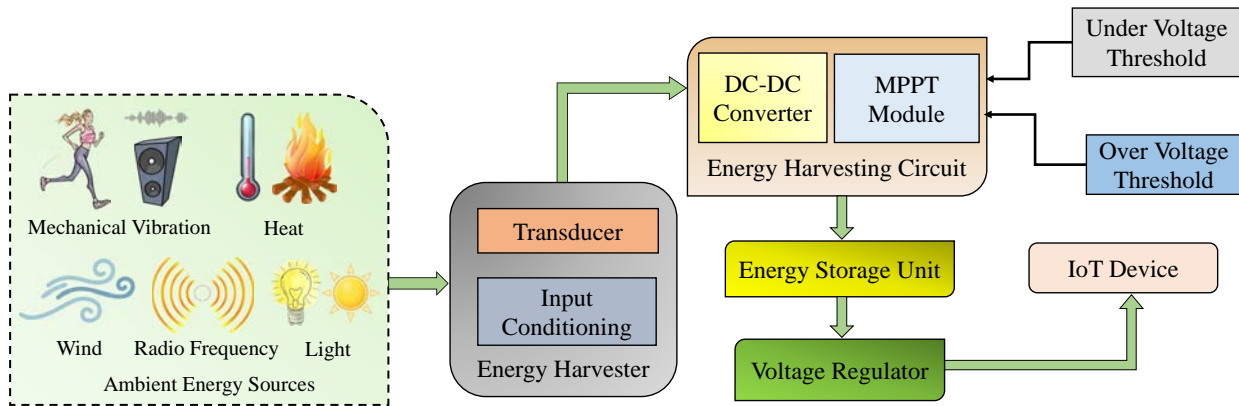 Mechanical Vibration
Heat
Wind
Radio Frequency
Light
Ambient Energy Sources
Transducer
Input
Conditioning
Energy Harvester
DC-DC
Converter
MPPT
Module
Energy Harvesting Circuit
Under Voltage
Threshold
Over Voltage
Threshold
Energy Storage Unit
Voltage Regulator
IoT Device